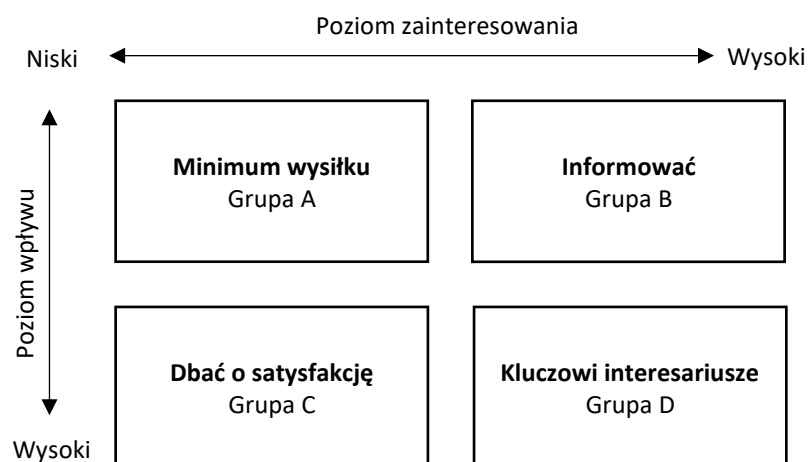 Poziom zainteresowania
Niski
Wysoki
Poziom wpływu
Minimum wysiłku
Grupa A
Informować
Grupa B
Dbać o satysfakcję
Grupa C
Kluczowi interesariusze
Grupa D
Wysoki